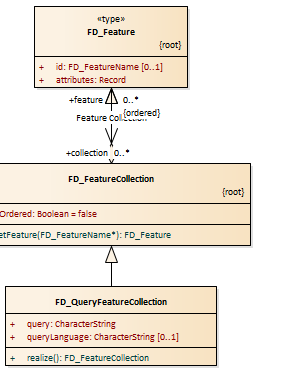 «type»
FD_Feature
{root}
+ id: FD_FeatureName [0..1]
+ attributes: Record
+feature 0..*
{ordered}
Feature
+collection 0..*
FD_FeatureCollection
{root}
Ordered: Boolean = false
etFeature(FD_FeatureName*): FD_Feature
FD_QueryFeatureCollection
+ query: CharacterString
+ queryLanguage: CharacterString [0..1]
+ realize(): FD_FeatureCollection